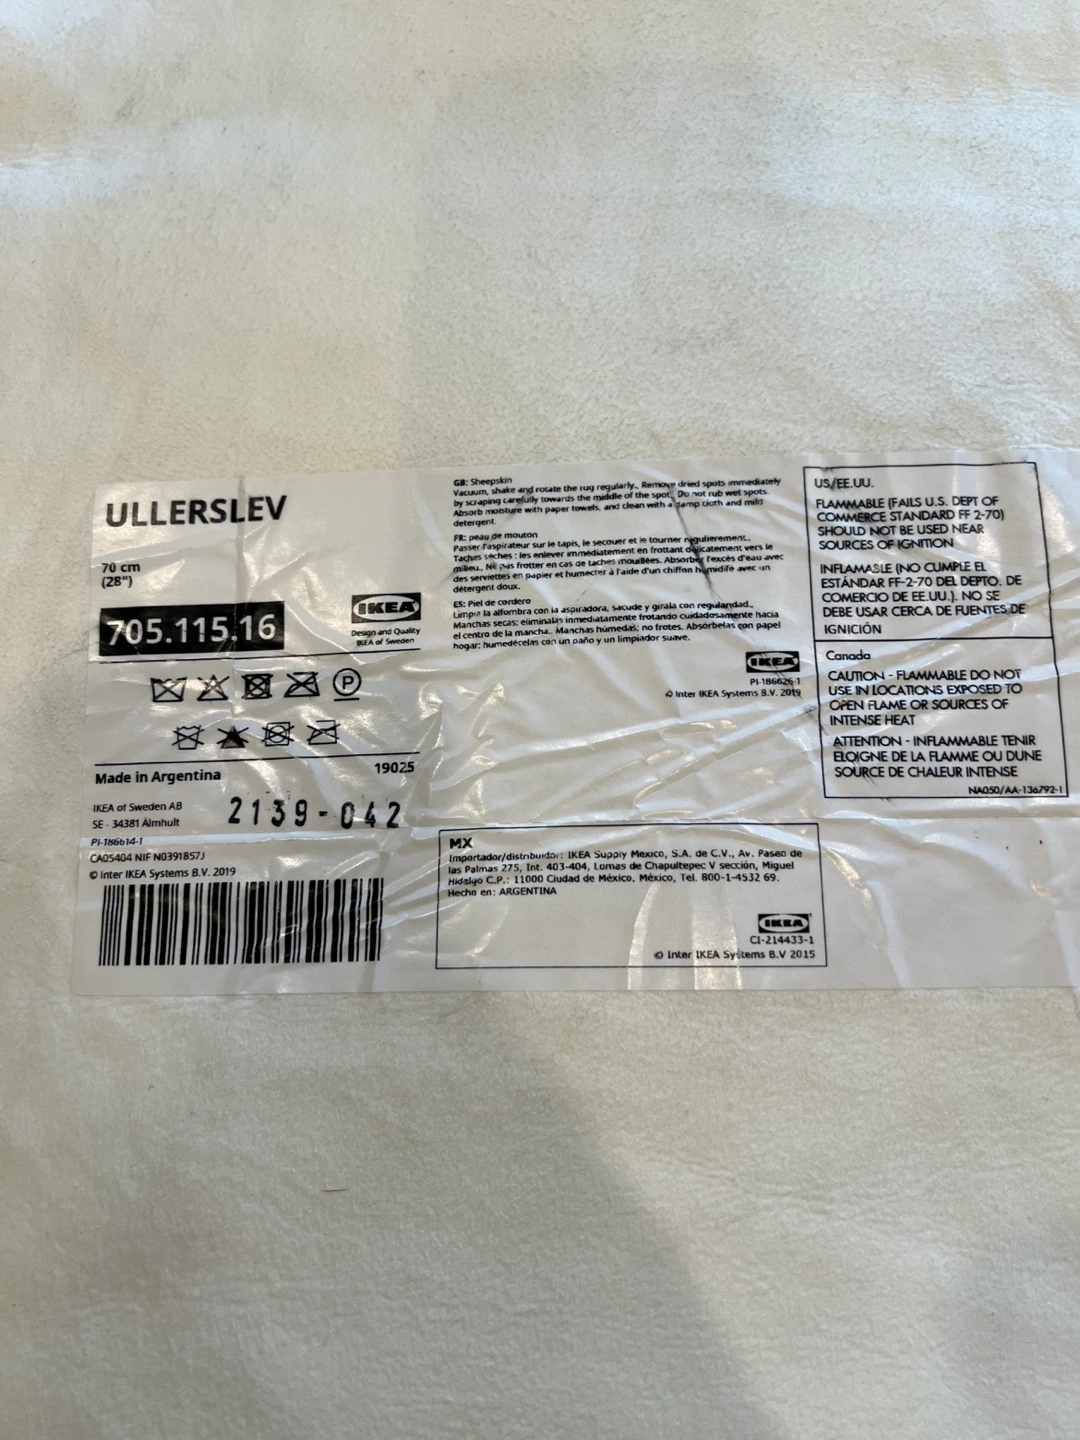 ULLERSLEV
70 cm
(28")
705.115.16
IKEA
Design and Quality
IKEA of Sweden
P
Made in Argentina
19025
IKEA of Sweden AB
SE - 34381 Älmhult
2139-042
PI-186614-1
CA05404 NIF N0391857J
© Inter IKEA Systems B.V. 2019
GB: Sheepskin
Vacuum, shake and rotate the rug regularly., Remove dried spots immediately
by scraping carefully towards the middle of the spot. Do not rub wet spots.
Absorb moisture with paper towels, and clean with a damp cloth and mild
detergent.
FR: peau de mouton
Passer l'aspirateur sur le tapis, le secouer et le tourner régulièrement.,
Taches sèches : les enlever immédiatement en frottant délicatement vers le
milieu., Ne pas frotter en cas de taches mouillées. Absorber l'excès d'eau avec
des serviettes en papier et humecter à l'aide d'un chiffon humidifé avec un
détergent doux.
ES: Piel de cordero
Limpia la alfombra con la aspiradora, sacude y gírala con regularidad.,
Manchas secas: elimínalas inmediatamente frotando cuidadosamente hacia
el centro de la mancha., Manchas húmedas; no frotes. Absórbelas con papel
hogar; humedécelas con un paño y un limpiador suave.
IKEA
PI-186626-1
© Inter IKEA Systems B.V. 2019
US/EE.UU.
FLAMMABLE (FAILS U.S. DEPT OF
COMMERCE STANDARD FF 2-70)
SHOULD NOT BE USED NEAR
SOURCES OF IGNITION
INFLAMABLE (NO CUMPLE EL
ESTÁNDAR FF-2-70 DEL DEPTO. DE
COMERCIO DE EE.UU.). NO SE
DEBE USAR CERCA DE FUENTES DE
IGNICIÓN
Canada
CAUTION - FLAMMABLE DO NOT
USE IN LOCATIONS EXPOSED TO
OPEN FLAME OR SOURCES OF
INTENSE HEAT
ATTENTION - INFLAMMABLE TENIR
ELOIGNE DE LA FLAMME OU DUNE
SOURCE DE CHALEUR INTENSE
NA050/AA-136792-1
MX
Importador/distribuidor: IKEA Supply Mexico, S.A. de C.V., Av. Paseo de
las Palmas 275, Int. 403-404, Lomas de Chapultepec V sección, Miguel
Hidalgo C.P.: 11000 Ciudad de México, México, Tel. 800-1-4532 69.
Hecho en: ARGENTINA
IKEA
CI-214433-1
© Inter IKEA Systems B.V 2015